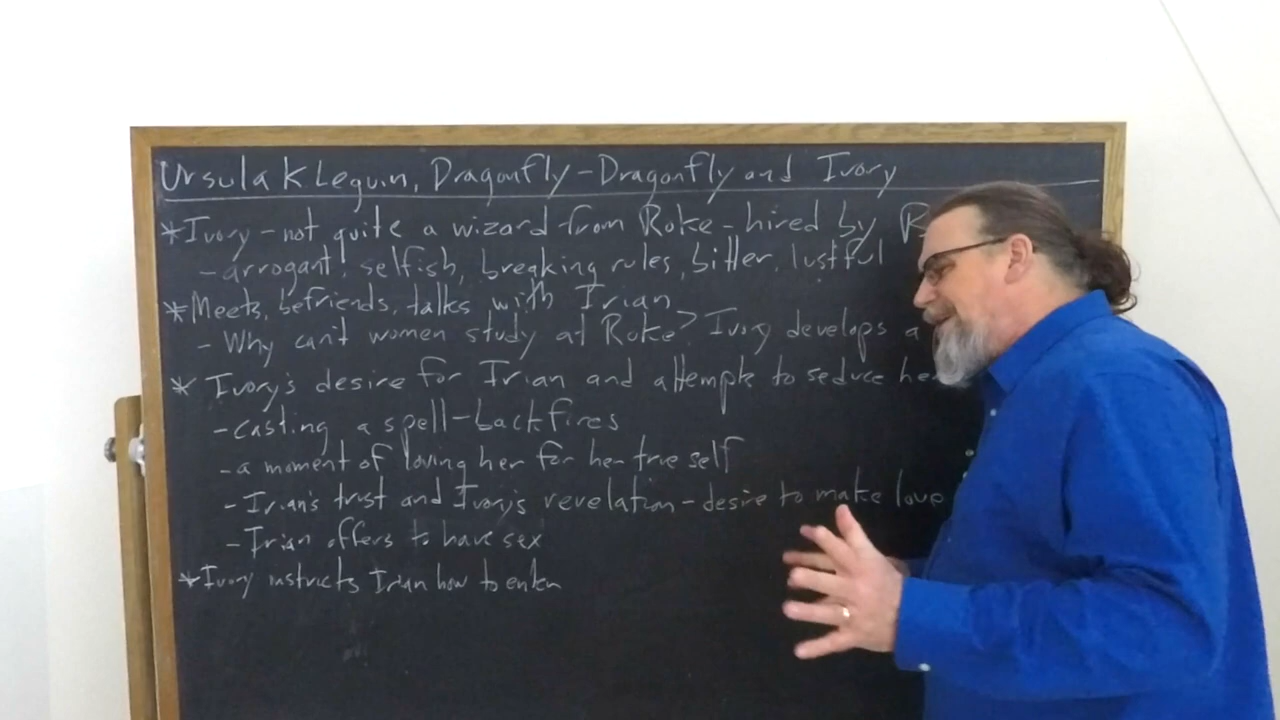 Ursula K Leguin, Dragonfly - Dragonfly and Ivory
* Ivory - not quite a wizard from Roke - hired by
- arrogant, selfish, breaking rules, bitter, lustful
* Meets, befriends, talks with Irian
- Why can't women study at Roke? Ivory develops a
* Ivory's desire for Irian and attempts to seduce her
- casting a spell - backfires
- a moment of loving her for her true self
- Irian's trust and Ivory's revelation - desire to make love
- Irian offers to have sex
* Ivory instructs Irian how to enter